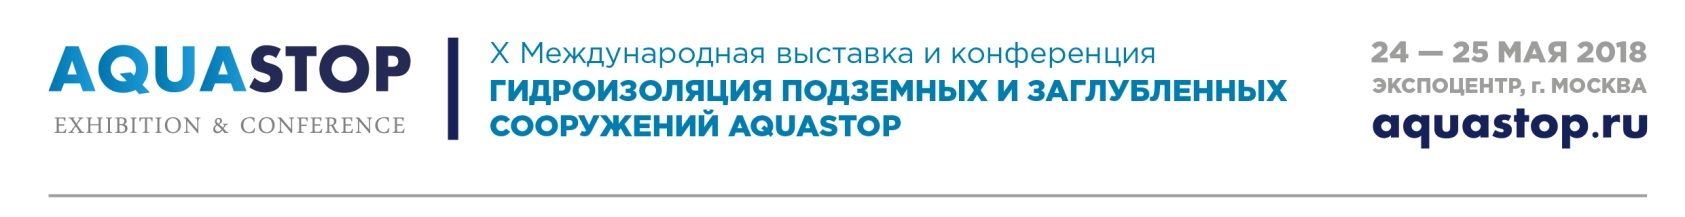 AQUASTOP
EXHIBITION & CONFERENCE
X Международная выставка и конференция
ГИДРОИЗОЛЯЦИЯ ПОДЗЕМНЫХ И ЗАГЛУБЛЕННЫХ
СООРУЖЕНИЙ AQUASTOP
24 — 25 МАЯ 2018
ЭКСПОЦЕНТР, г. МОСКВА
aquastop.ru